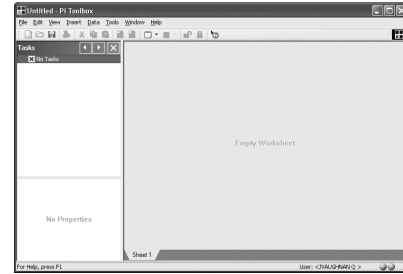 Untitled - Pi Toolbox
File Edit View Insert Data Tools Window Help
Tasks
No Tasks
Empty Worksheet
No Properties
Sheet 1
For Help, press F1
User: <JVAUGHNAN Q >